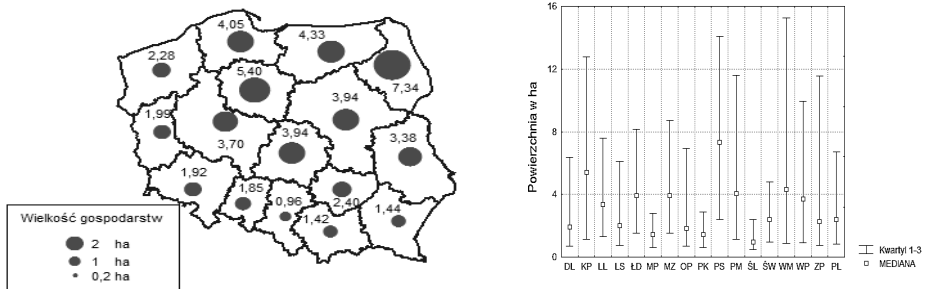 4,05
4,33
2,28
5,40
7,34
3,94
1,99
3,70
3,94
3,38
1,92
1,85
0,96
2,40
1,42
1,44
Wielkość gospodarstw
2 ha
1 ha
0,2 ha
Powierzchnia w ha
16
12
8
4
0
DL KP LL LS ŁD MP MZ OP PK PS PM ŚL ŚW WM WP ZP PL
Kwartyl 1-3
MEDIANA